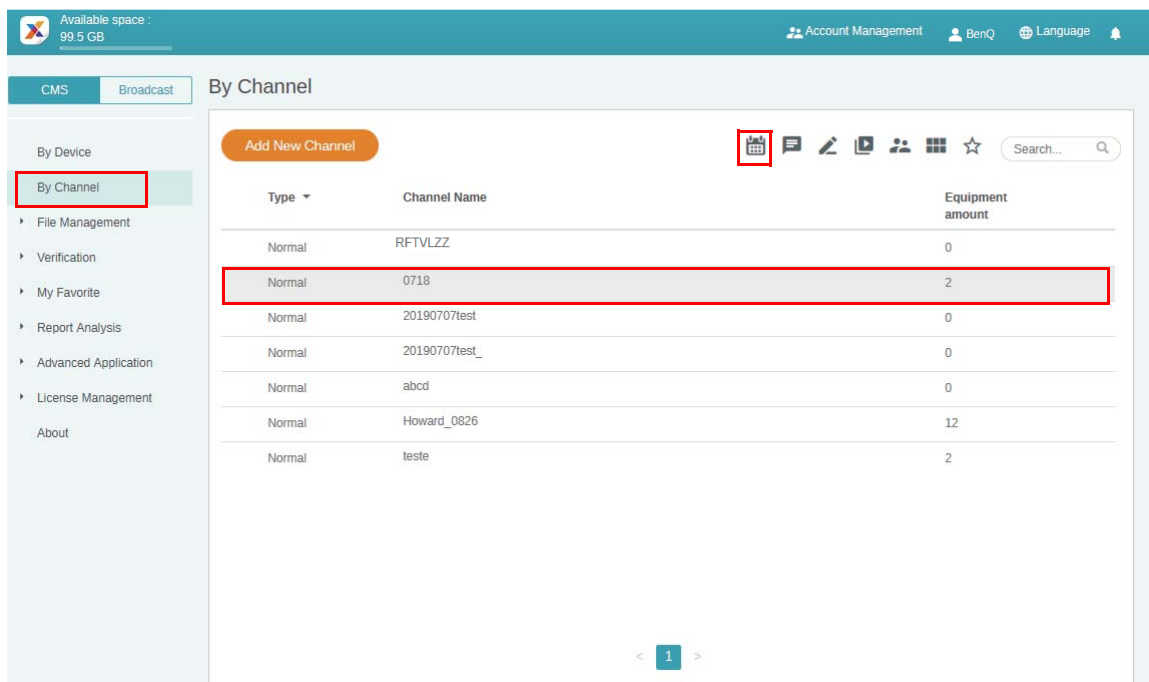 Available space :
99.5 GB
Account Management
BenQ
Language
CMS
Broadcast
By Channel
By Device
By Channel
File Management
Verification
My Favorite
Report Analysis
Advanced Application
License Management
About
Add New Channel
Search...
Type Channel Name Equipment
amount
Normal RFTVLZZ 0
Normal 0718 2
Normal 20190707test 0
Normal 20190707test_ 0
Normal abcd 0
Normal Howard_0826 12
Normal teste 2
< 1 >